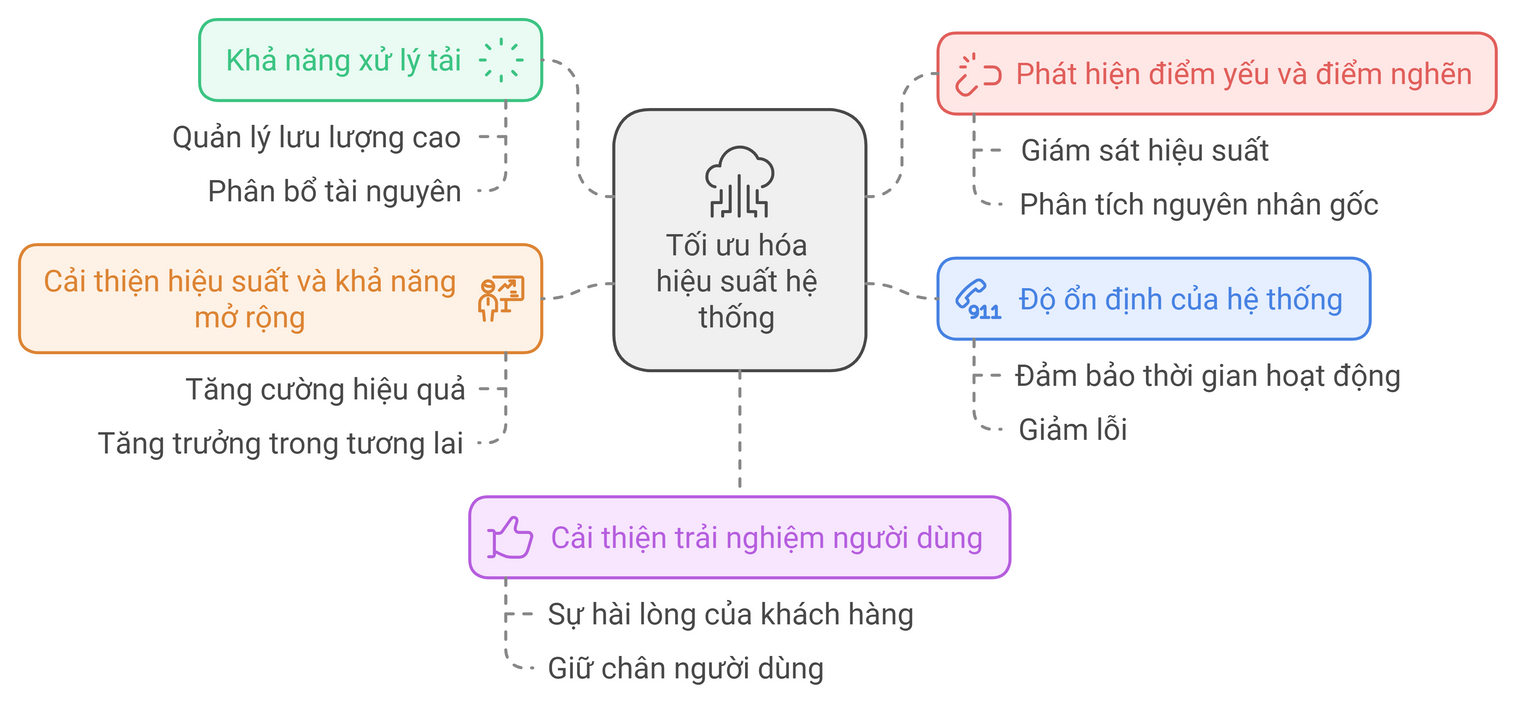 Khả năng xử lý tải
Quản lý lưu lượng cao
Phân bổ tài nguyên
Cải thiện hiệu suất và khả năng
mở rộng
Tăng cường hiệu quả
Tăng trưởng trong tương lai
Tối ưu hóa
hiệu suất hệ
thống
Phát hiện điểm yếu và điểm nghẽn
Giám sát hiệu suất
Phân tích nguyên nhân gốc
911
Độ ổn định của hệ thống
Đảm bảo thời gian hoạt động
Giảm lỗi
Cải thiện trải nghiệm người dùng
Sự hài lòng của khách hàng
Giữ chân người dùng